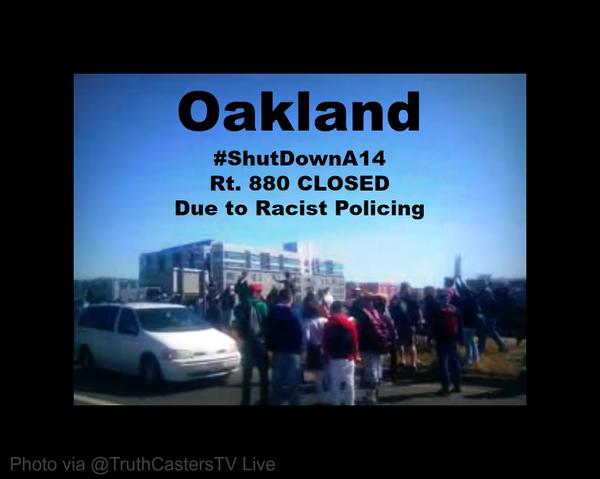 Oakland
#ShutDownA14
Rt. 880 CLOSED
Due to Racist Policing
Photo via @TruthCastersTV Live